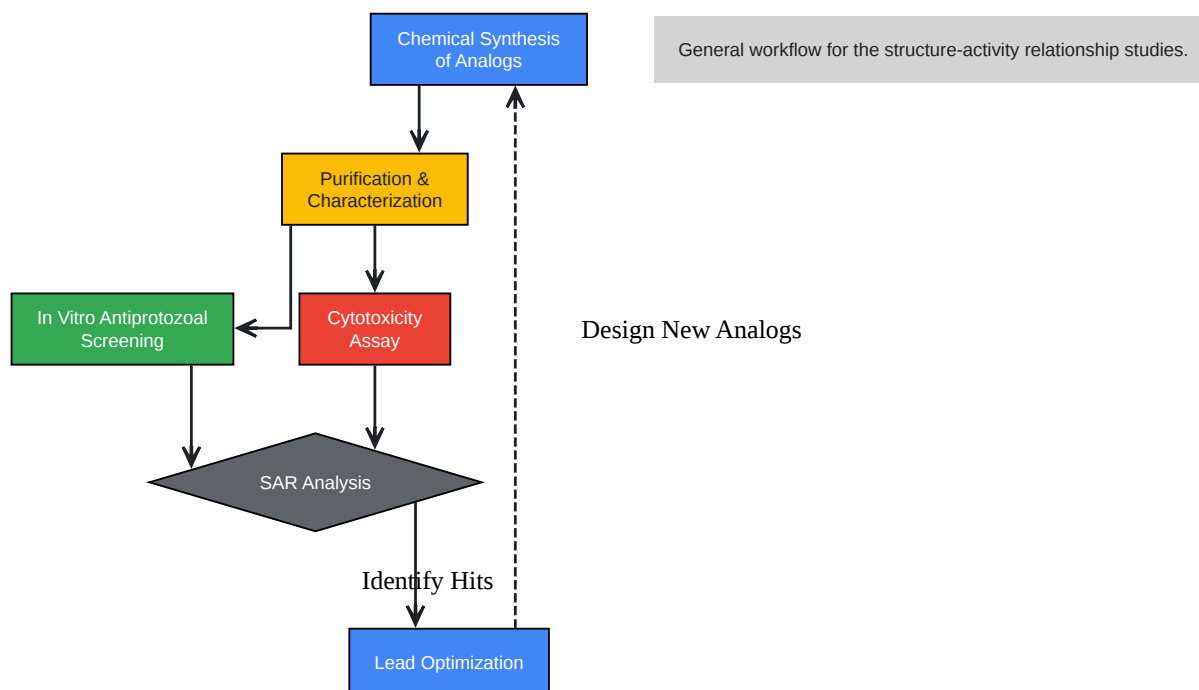 Chemical Synthesis
of Analogs
General workflow for the structure-activity relationship studies.
Purification &
Characterization
In Vitro Antiprotozoal
Screening
Cytotoxicity
Assay
Design New Analogs
SAR Analysis
Identify Hits
Lead Optimization